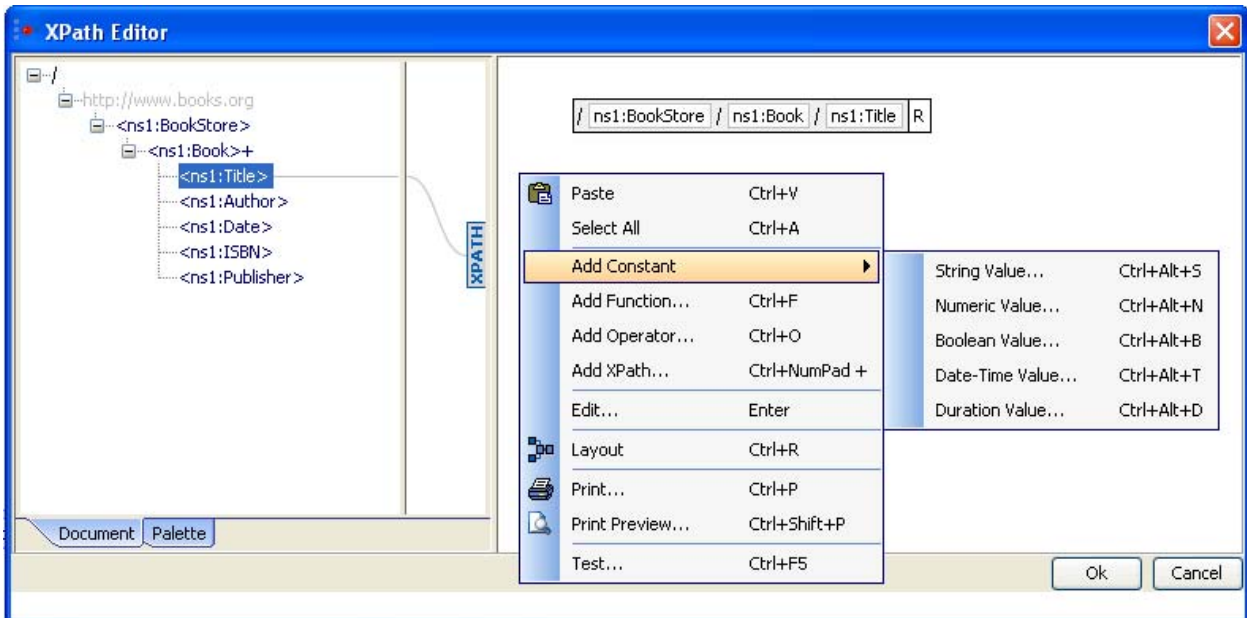 XPath Editor
/
http://www.books.org
<ns1:BookStore>
<ns1:Book>+
<ns1:Title>
<ns1:Author>
<ns1:Date>
<ns1:ISBN>
<ns1:Publisher>
XPATH
/ ns1:BookStore / ns1:Book / ns1:Title R
Paste Ctrl+V
Select All Ctrl+A
Add Constant
Add Function... Ctrl+F
Add Operator... Ctrl+O
Add XPath... Ctrl+NumPad +
Edit... Enter
Layout Ctrl+R
Print... Ctrl+P
Print Preview... Ctrl+Shift+P
Test... Ctrl+F5
String Value... Ctrl+Alt+S
Numeric Value... Ctrl+Alt+N
Boolean Value... Ctrl+Alt+B
Date-Time Value... Ctrl+Alt+T
Duration Value... Ctrl+Alt+D
Document Palette
Ok Cancel